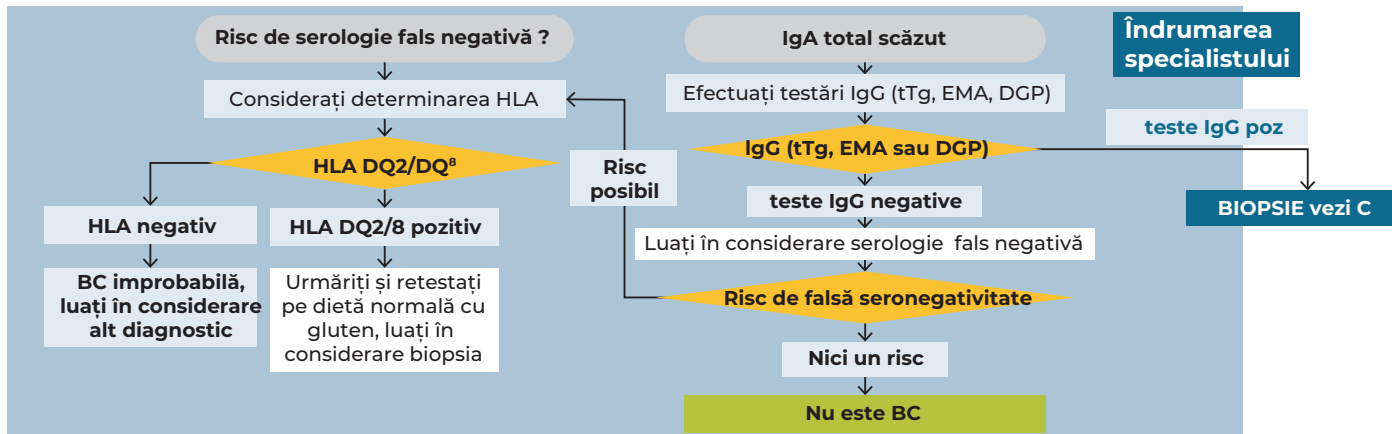 Risc de serologie fals negativă ?
Considerați determinarea HLA
HLA DQ2/DQ⁸
HLA negativ
HLA DQ2/8 pozitiv
BC improbabilă,
luați în considerare
alt diagnostic
Urmăriți și retestați
pe dietă normală cu
gluten, luați în
considerare biopsia
Risc
posibil
IgA total scăzut
Efectuați testări IgG (tTg, EMA, DGP)
IgG (tTg, EMA sau DGP)
teste IgG negative
Luați în considerare serologie fals negativă
Risc de falsă seronegativitate
Nici un risc
Nu este BC
Îndrumarea
specialistului
teste IgG poz
BIOPSIE vezi C